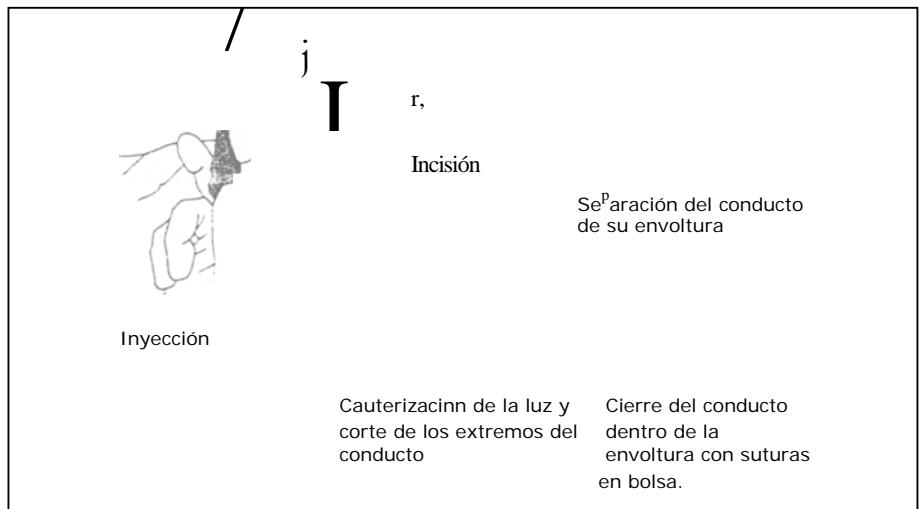 /
j
I
r,
Incisión
Separación del conducto
de su envoltura
Inyección
Cauterizacinn de la luz y
corte de los extremos del
conducto
Cierre del conducto
dentro de la
envoltura con suturas
en bolsa.